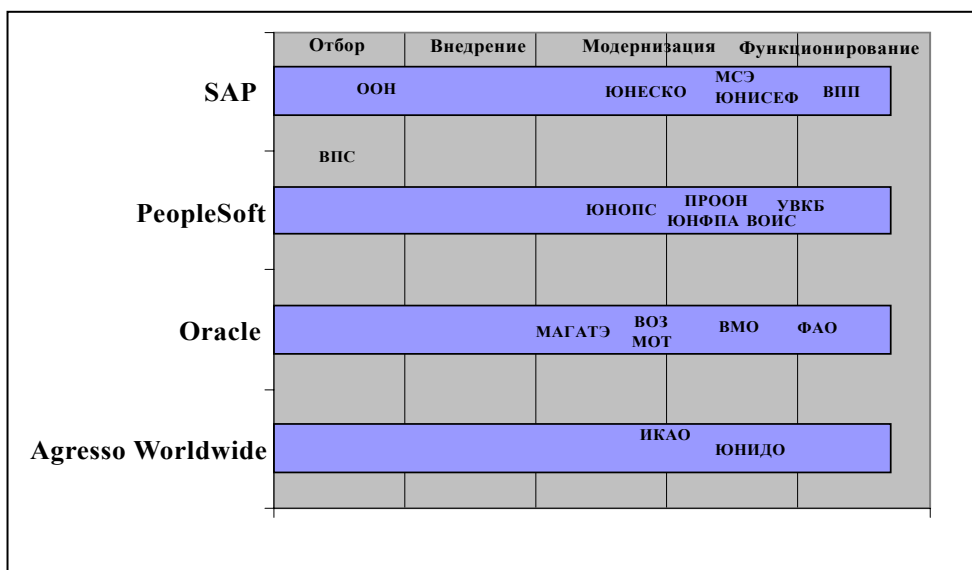 Отбор Внедрение Модернизация Функционирование
SAP ООН ЮНЕСКО МСЭ ЮНИСЕФ ВПП
ВПС
PeopleSoft ЮНОПС ПРООН ЮНФПА ВОИС УВКБ
Oracle МАГАТЭ ВОЗ МОТ ВМО ФАО
Agresso Worldwide ИКАО ЮНИДО